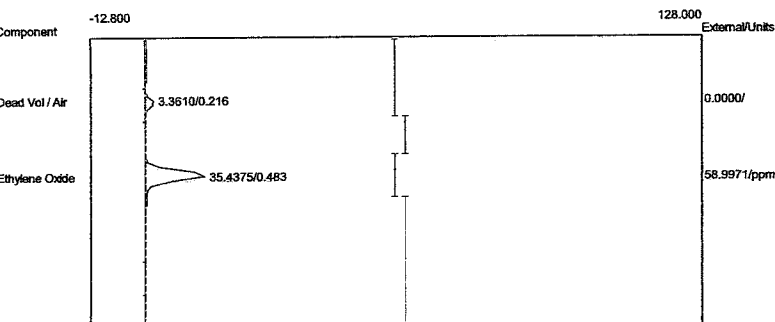 -12.800 128.000
Component External/Units
Dead Vol / Air 3.3610/0.216 0.0000/
Ethylene Oxide 35.4375/0.483 58.9971/ppm